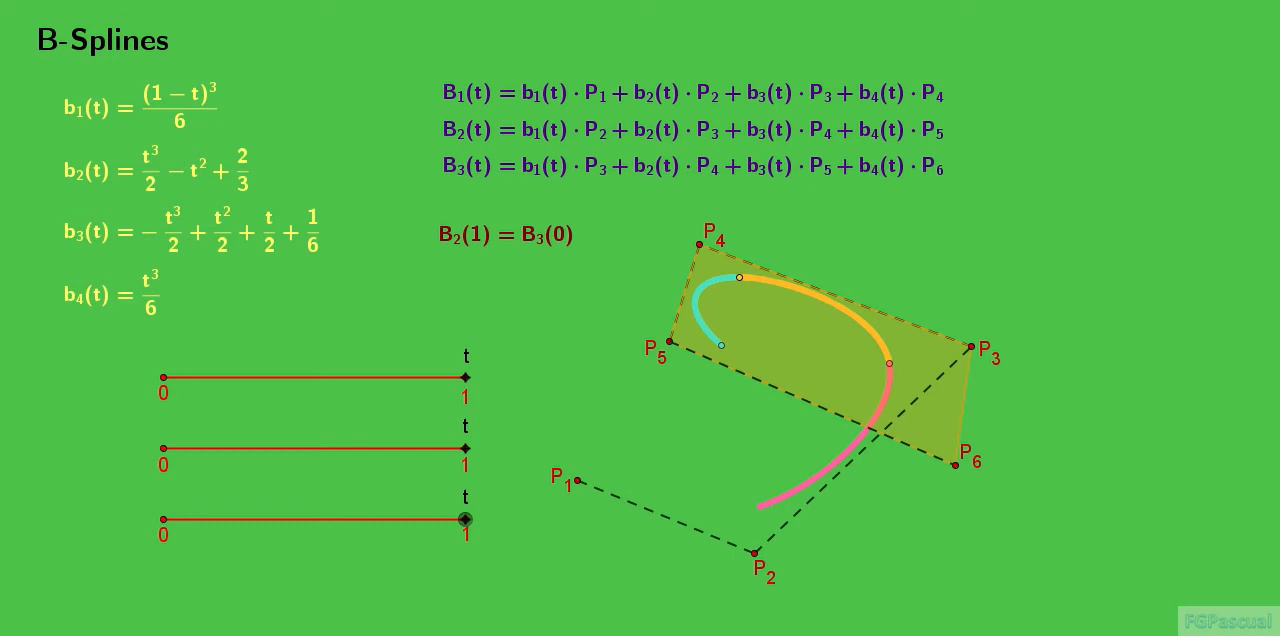 B-Splines
b₁(t) = (1 − t)³/6
b₂(t) = t³/2 − t² + 2/3
b₃(t) = − t³/2 + t²/2 + t/2 + 1/6
b₄(t) = t³/6
B₁(t) = b₁(t) · P₁ + b₂(t) · P₂ + b₃(t) · P₃ + b₄(t) · P₄
B₂(t) = b₁(t) · P₂ + b₂(t) · P₃ + b₃(t) · P₄ + b₄(t) · P₅
B₃(t) = b₁(t) · P₃ + b₂(t) · P₄ + b₃(t) · P₅ + b₄(t) · P₆
B₂(1) = B₃(0)
t
0 1
t
0 1
t
0 1
P₄
P₅
P₃
P₆
P₁
P₂
FGPascual